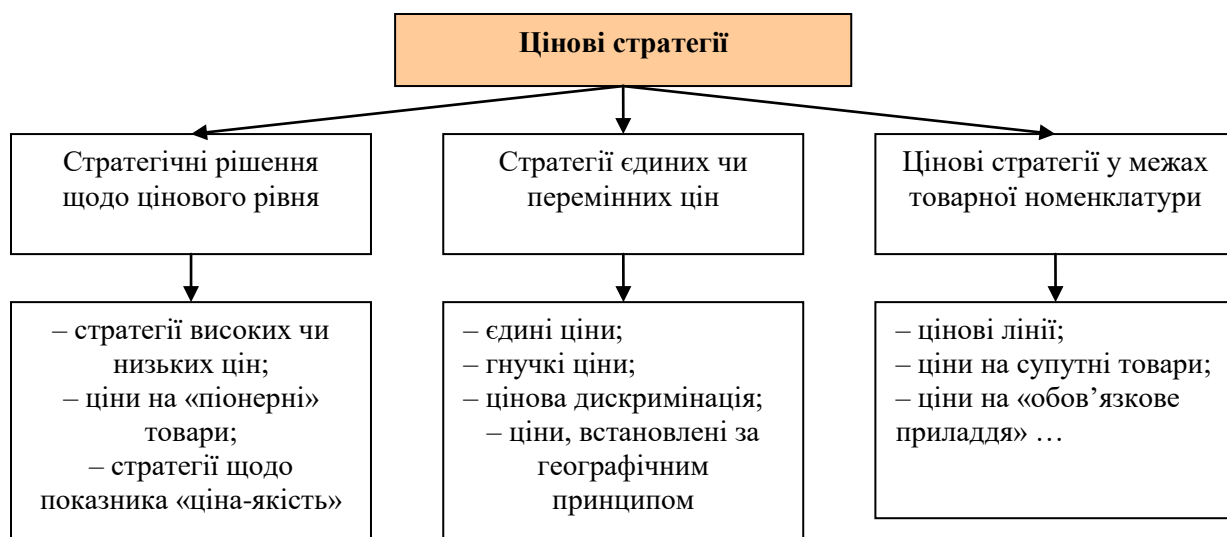 Цінові стратегії
Стратегічні рішення
щодо цінового рівня
Стратегії єдиних чи
перемінних цін
Цінові стратегії у межах
товарної номенклатури
– стратегії високих чи
низьких цін;
– ціни на «піонерні»
товари;
– стратегії щодо
показника «ціна-якість»
– єдині ціни;
– гнучкі ціни;
– цінова дискримінація;
– ціни, встановлені за
географічним
принципом
– цінові лінії;
– ціни на супутні товари;
– ціни на «обов’язкове
приладдя» …